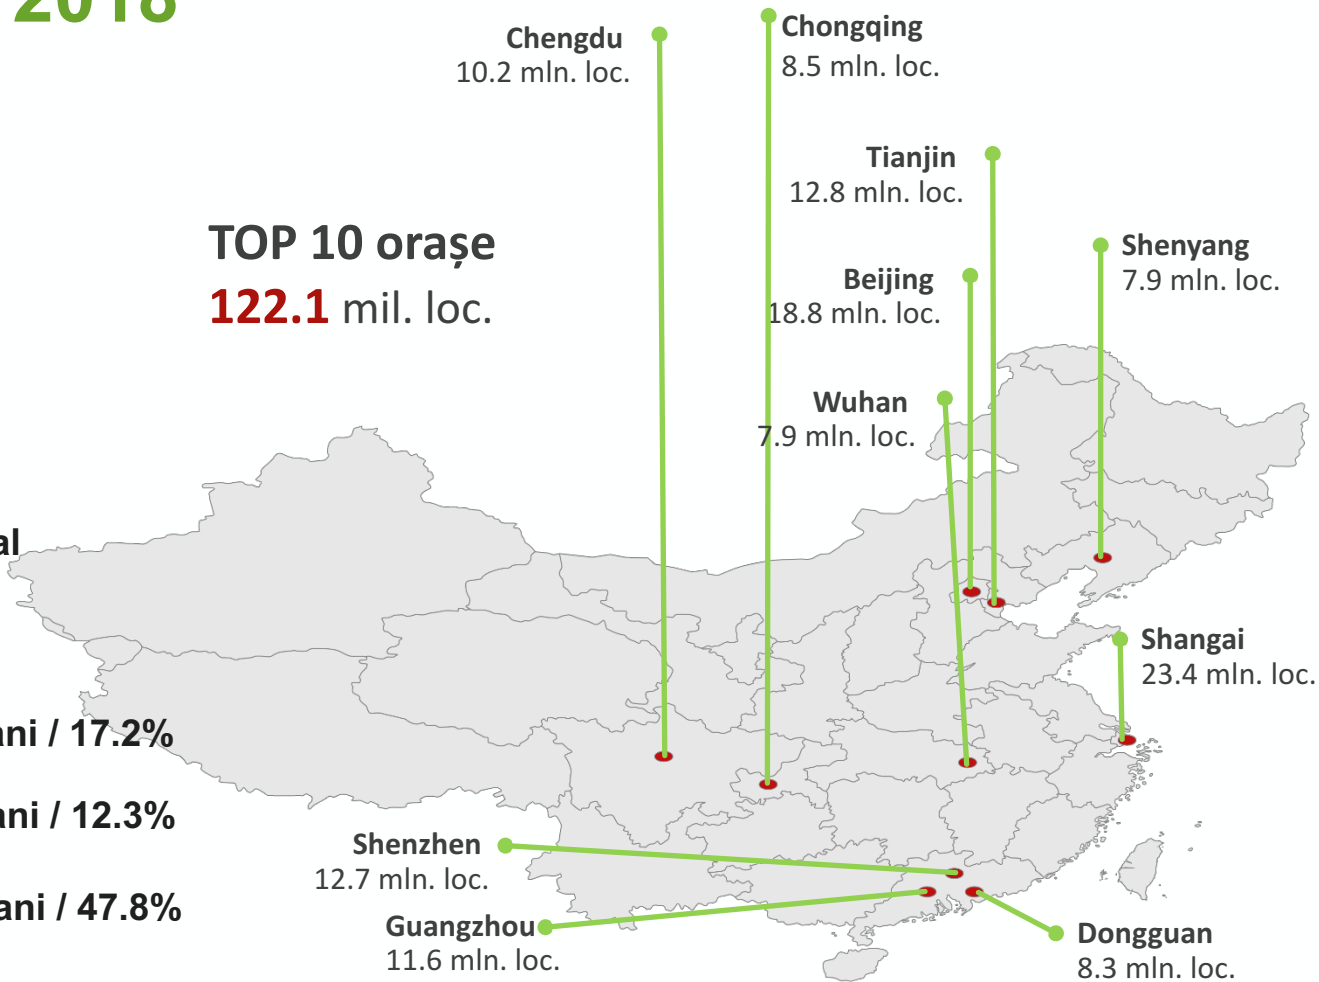 2018
Chengdu
10.2 mln. loc.
Chongqing
8.5 mln. loc.
Tianjin
12.8 mln. loc.
TOP 10 orașe
122.1 mil. loc.
Shenyang
7.9 mln. loc.
Beijing
18.8 mln. loc.
Wuhan
7.9 mln. loc.
al
Shangai
23.4 mln. loc.
ani / 17.2%
ani / 12.3%
ani / 47.8%
Shenzhen
12.7 mln. loc.
Guangzhou
11.6 mln. loc.
Dongguan
8.3 mln. loc.